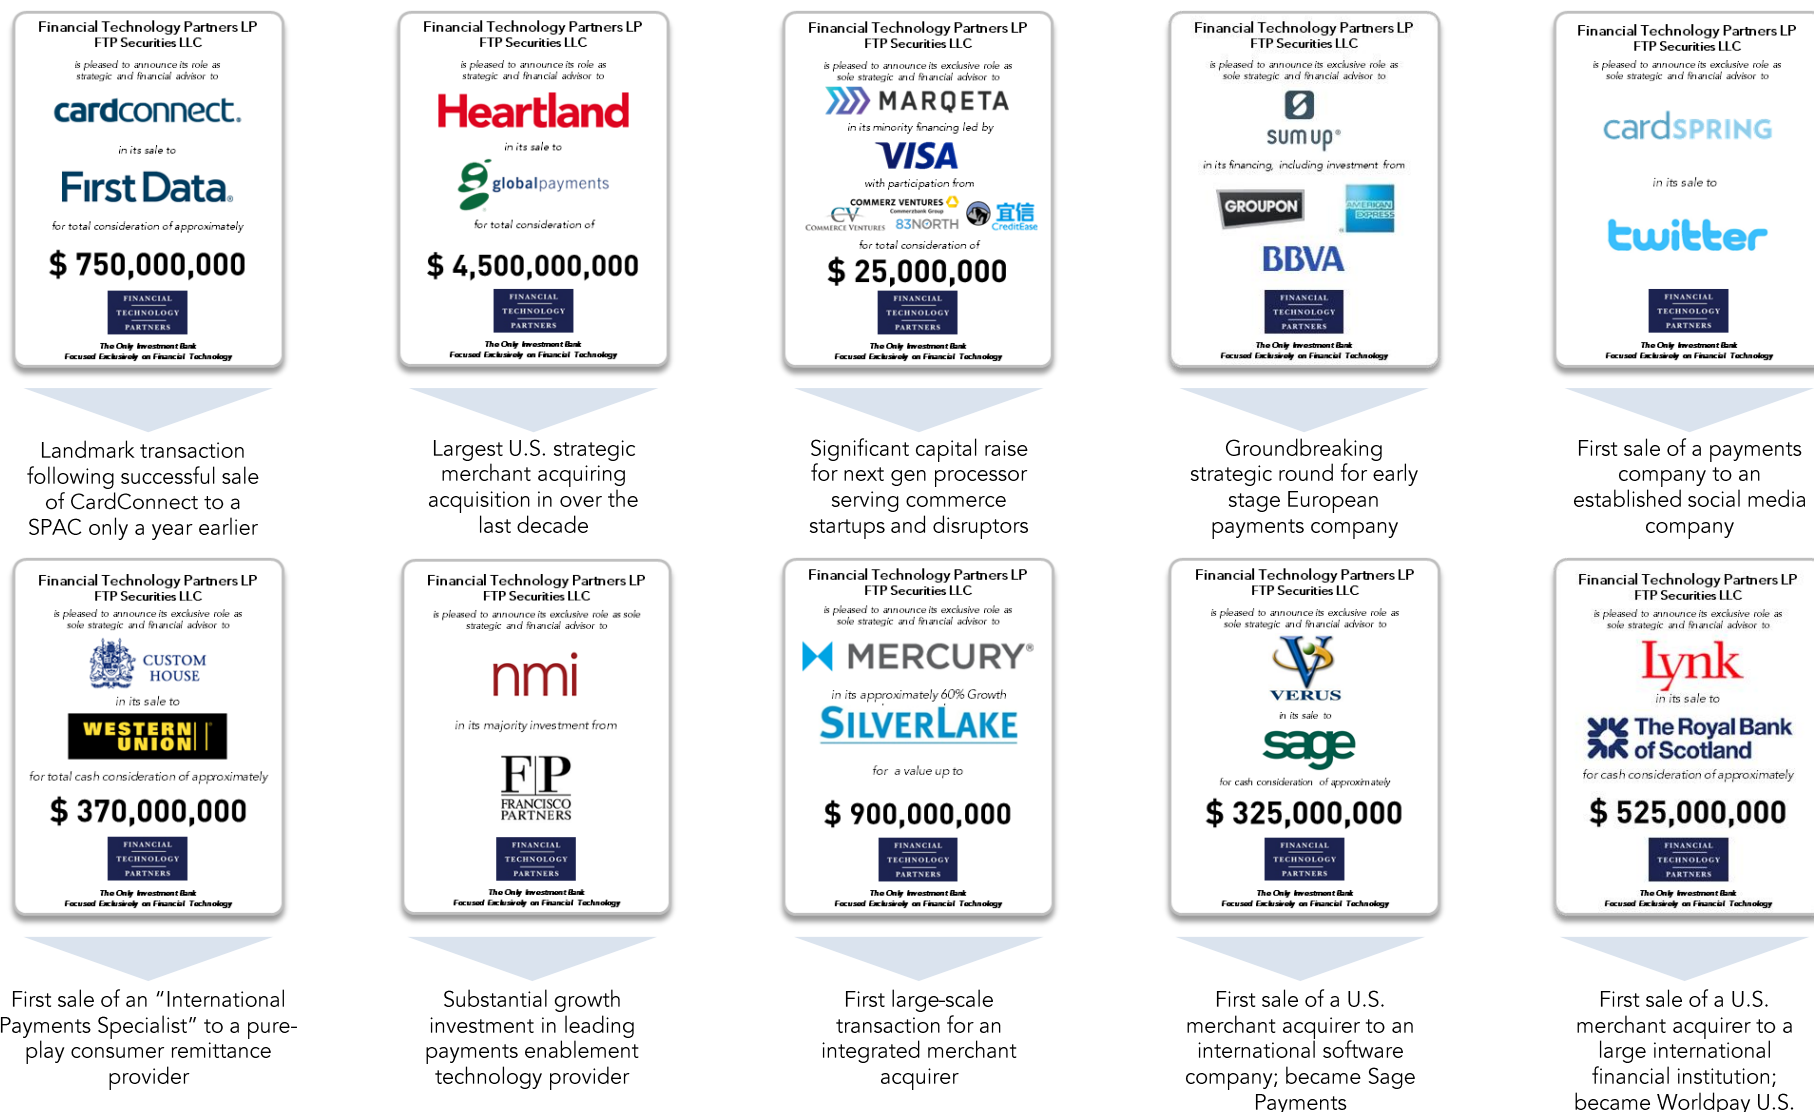 Financial Technology Partners LP
FTP Securities LLC
is pleased to announce its role as
strategic and financial advisor to
cardconnect.
in its sale to
First Data.
for total consideration of approximately
$ 750,000,000
FINANCIAL
TECHNOLOGY
PARTNERS
The Only Investment Bank
Focused Exclusively on Financial Technology
Landmark transaction
following successful sale
of CardConnect to a
SPAC only a year earlier
Financial Technology Partners LP
FTP Securities LLC
is pleased to announce its role as
strategic and financial advisor to
Heartland
in its sale to
globalpayments
for total consideration of
$ 4,500,000,000
FINANCIAL
TECHNOLOGY
PARTNERS
The Only Investment Bank
Focused Exclusively on Financial Technology
Largest U.S. strategic
merchant acquiring
acquisition in over the
last decade
Financial Technology Partners LP
FTP Securities LLC
is pleased to announce its exclusive role as
sole strategic and financial advisor to
MARQETA
in its minority financing led by
VISA
with participation from
COMMERZ VENTURES
Commerzbank Group
CV
COMMERCE VENTURES
83NORTH
宜信
CreditEase
for total consideration of
$ 25,000,000
FINANCIAL
TECHNOLOGY
PARTNERS
The Only Investment Bank
Focused Exclusively on Financial Technology
Significant capital raise
for next gen processor
serving commerce
startups and disruptors
Financial Technology Partners LP
FTP Securities LLC
is pleased to announce its exclusive role as
sole strategic and financial advisor to
sumup®
in its financing, including investment from
GROUPON
AMERICAN
EXPRESS
BBVA
FINANCIAL
TECHNOLOGY
PARTNERS
The Only Investment Bank
Focused Exclusively on Financial Technology
Groundbreaking
strategic round for early
stage European
payments company
Financial Technology Partners LP
FTP Securities LLC
is pleased to announce its exclusive role as
sole strategic and financial advisor to
cardSPRING
in its sale to
twitter
FINANCIAL
TECHNOLOGY
PARTNERS
The Only Investment Bank
Focused Exclusively on Financial Technology
First sale of a payments
company to an
established social media
company
Financial Technology Partners LP
FTP Securities LLC
is pleased to announce its exclusive role as
sole strategic and financial advisor to
CUSTOM
HOUSE
in its sale to
WESTERN
UNION
for total cash consideration of approximately
$ 370,000,000
FINANCIAL
TECHNOLOGY
PARTNERS
The Only Investment Bank
Focused Exclusively on Financial Technology
First sale of an “International
Payments Specialist” to a pure-
play consumer remittance
provider
Financial Technology Partners LP
FTP Securities LLC
is pleased to announce its exclusive role as sole
strategic and financial advisor to
nmi
in its majority investment from
F|P
FRANCISCO
PARTNERS
FINANCIAL
TECHNOLOGY
PARTNERS
The Only Investment Bank
Focused Exclusively on Financial Technology
Substantial growth
investment in leading
payments enablement
technology provider
Financial Technology Partners LP
FTP Securities LLC
is pleased to announce its exclusive role as
sole strategic and financial advisor to
MERCURY®
in its approximately 60% Growth
SILVERLAKE
for a value up to
$ 900,000,000
FINANCIAL
TECHNOLOGY
PARTNERS
The Only Investment Bank
Focused Exclusively on Financial Technology
First large-scale
transaction for an
integrated merchant
acquirer
Financial Technology Partners LP
FTP Securities LLC
is pleased to announce its exclusive role as
sole strategic and financial advisor to
VERUS
in its sale to
sage
for cash consideration of approximately
$ 325,000,000
FINANCIAL
TECHNOLOGY
PARTNERS
The Only Investment Bank
Focused Exclusively on Financial Technology
First sale of a U.S.
merchant acquirer to an
international software
company; became Sage
Payments
Financial Technology Partners LP
FTP Securities LLC
is pleased to announce its exclusive role as
sole strategic and financial advisor to
Lynk
in its sale to
The Royal Bank
of Scotland
for cash consideration of approximately
$ 525,000,000
FINANCIAL
TECHNOLOGY
PARTNERS
The Only Investment Bank
Focused Exclusively on Financial Technology
First sale of a U.S.
merchant acquirer to a
large international
financial institution;
became Worldpay U.S.